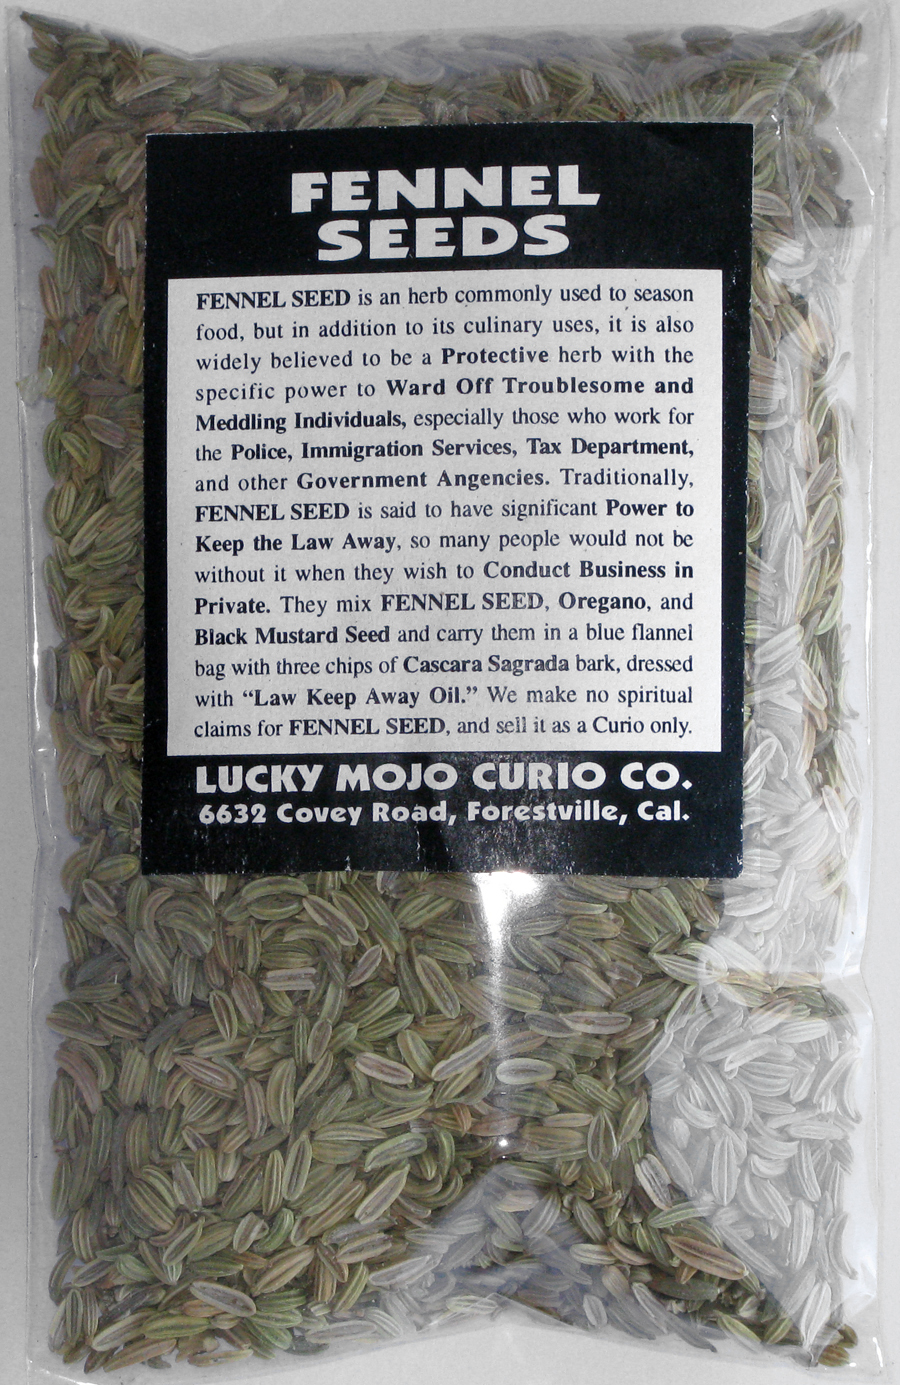 FENNEL
SEEDS
FENNEL SEED is an herb commonly used to season
food, but in addition to its culinary uses, it is also
widely believed to be a Protective herb with the
specific power to Ward Off Troublesome and
Meddling Individuals, especially those who work for
the Police, Immigration Services, Tax Department,
and other Government Angencies. Traditionally,
FENNEL SEED is said to have significant Power to
Keep the Law Away, so many people would not be
without it when they wish to Conduct Business in
Private. They mix FENNEL SEED, Oregano, and
Black Mustard Seed and carry them in a blue flannel
bag with three chips of Cascara Sagrada bark, dressed
with “Law Keep Away Oil.” We make no spiritual
claims for FENNEL SEED, and sell it as a Curio only.
LUCKY MOJO CURIO CO.
6632 Covey Road, Forestville, Cal.